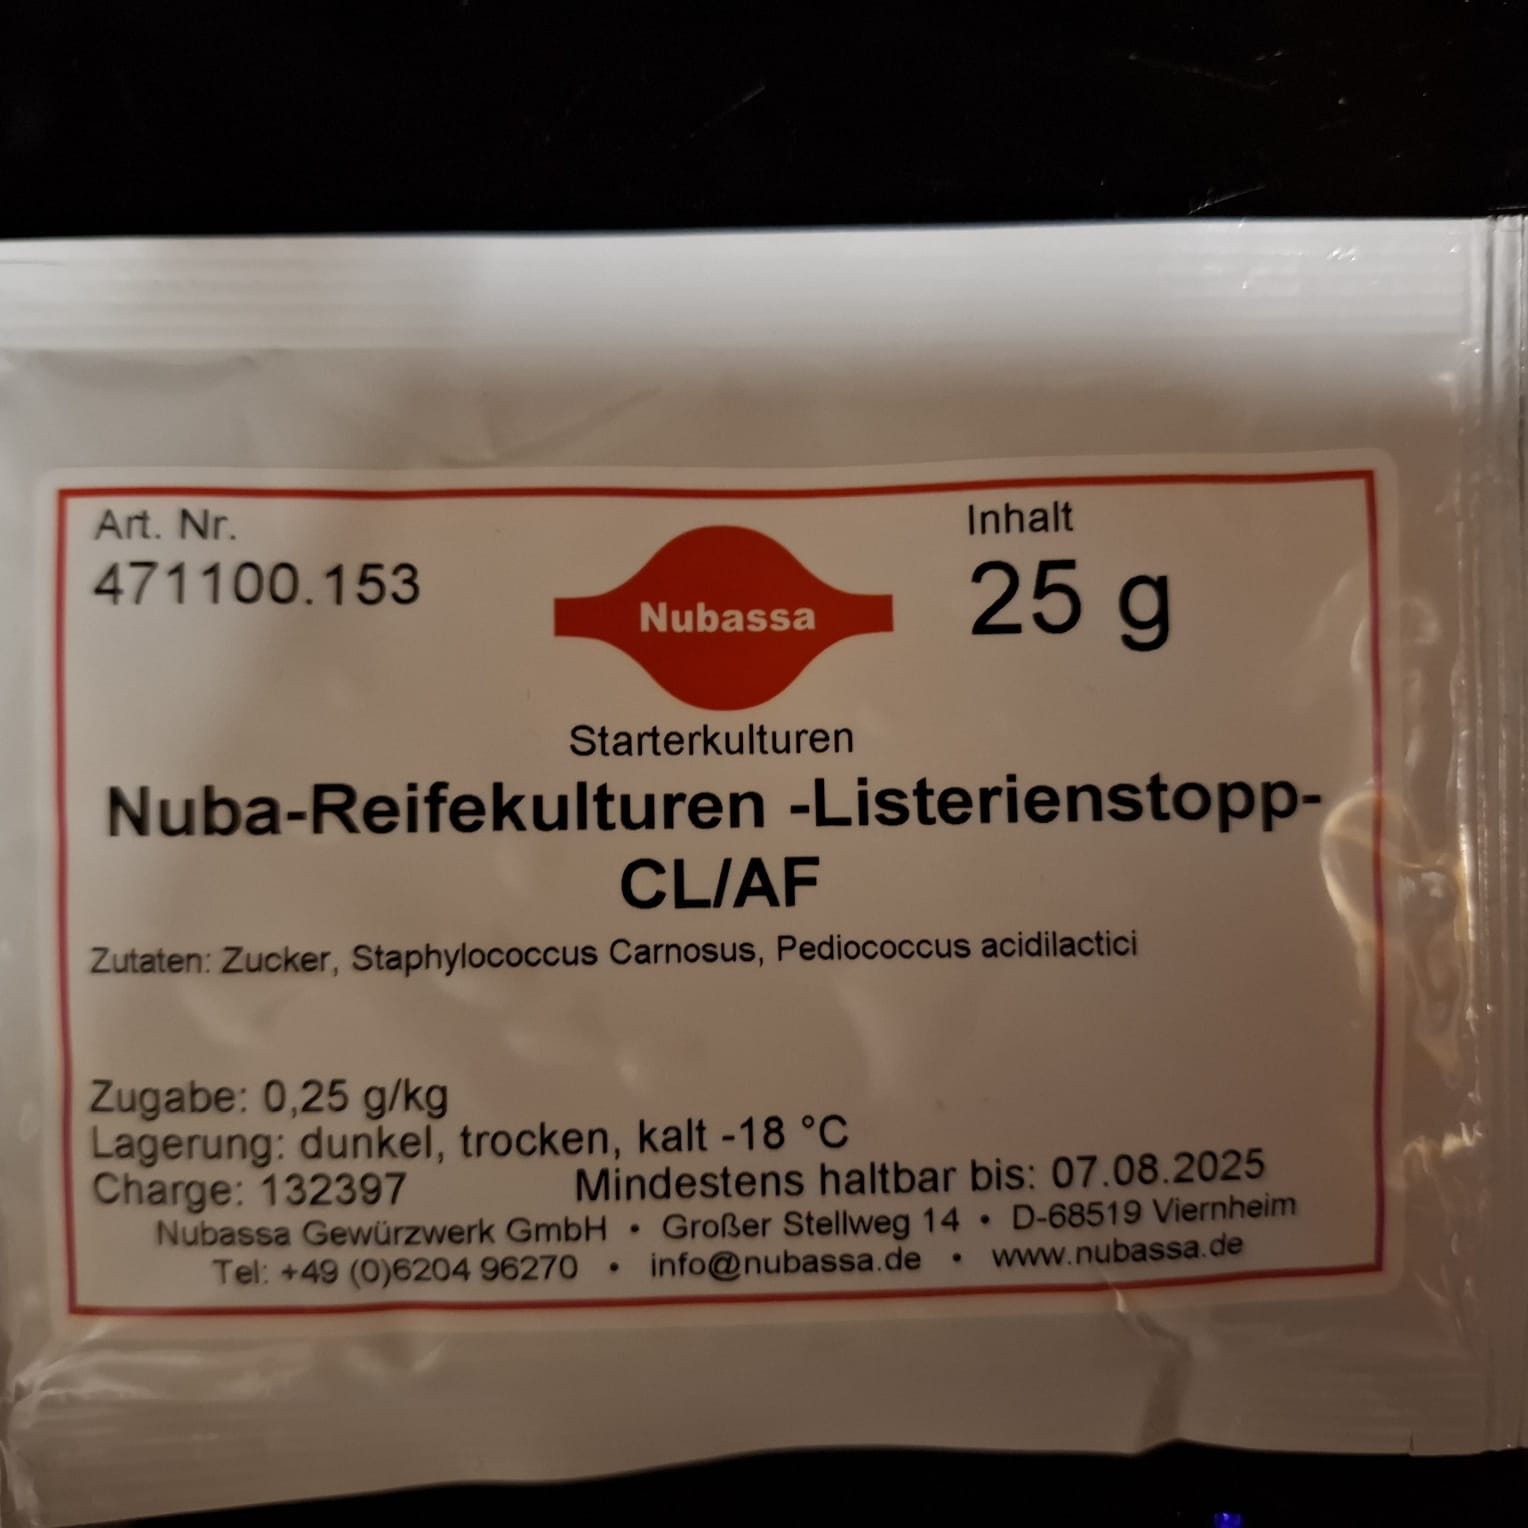 Art. Nr.
471100.153
Nubassa
Inhalt
25 g
Starterkulturen
Nuba-Reifekulturen -Listerienstopp-
CL/AF
Zutaten: Zucker, Staphylococcus Carnosus, Pediococcus acidilactici
Zugabe: 0,25 g/kg
Lagerung: dunkel, trocken, kalt -18 °C
Charge: 132397 Mindestens haltbar bis: 07.08.2025
Nubassa Gewürzwerk GmbH • Großer Stellweg 14 • D-68519 Viernheim
Tel: +49 (0)6204 96270 • info@nubassa.de • www.nubassa.de